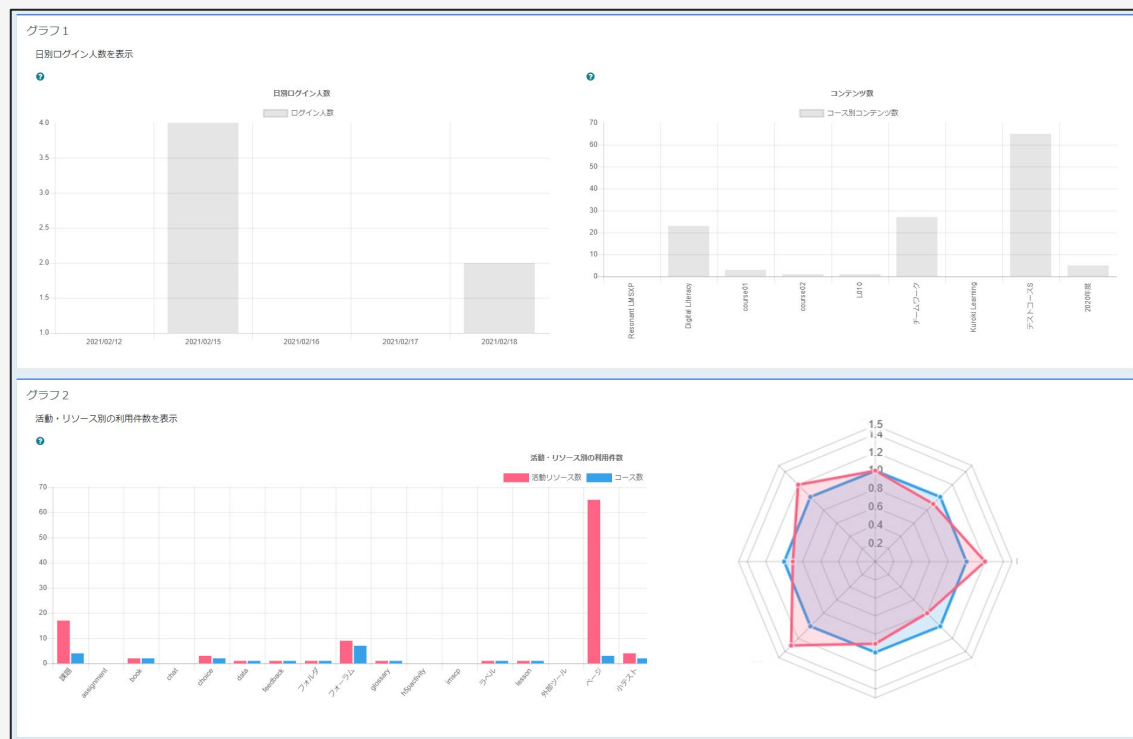 グラフ1
日別ログイン人数を表示
日別ログイン人数
ログイン人数
4.0
3.5
3.0
2.5
2.0
1.5
1.0
2021/02/12
2021/02/15
2021/02/16
2021/02/17
2021/02/18
コンテンツ数
コース別コンテンツ数
70
60
50
40
30
20
10
0
Resonant LMSXP
Digital Literacy
course01
course02
L010
チームワーク
Kuroki Learning
テストコースS
2020年度
グラフ2
活動・リソース別の利用件数を表示
活動・リソース別の利用件数
活動リソース数
コース数
70
60
50
40
30
20
10
0
課題
assignment
book
chat
choice
data
feedback
フォルダ
フォーラム
glossary
h5pactivity
imscp
ラベル
lesson
外部ツール
ページ
小テスト
1.5
1.4
1.2
1.0
0.8
0.6
0.4
0.2